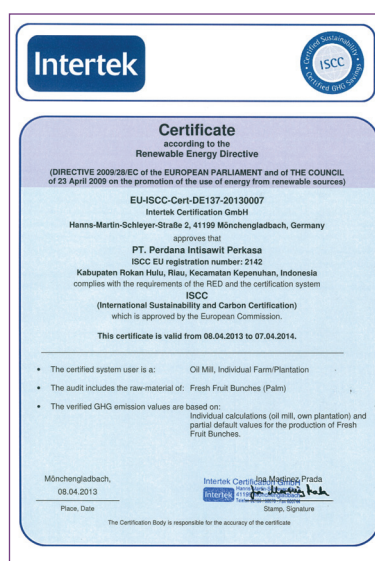 Intertek
Certified Sustainability
ISCC
Certified GHG Savings
Certificate
according to the
Renewable Energy Directive
(DIRECTIVE 2009/28/EC of the EUROPEAN PARLIAMENT and of THE COUNCIL
of 23 April 2009 on the promotion of the use of energy from renewable sources)
EU-ISCC-Cert-DE137-20130007
Intertek Certification GmbH
Hanns-Martin-Schleyer-Straße 2, 41199 Mönchengladbach, Germany
approves that
PT. Perdana Intisawit Perkasa
ISCC EU registration number: 2142
Kabupaten Rokan Hulu, Riau, Kecamatan Kepenuhan, Indonesia
complies with the requirements of the RED and the certification system
ISCC
(International Sustainability and Carbon Certification)
which is approved by the European Commission.
This certificate is valid from 08.04.2013 to 07.04.2014.
• The certified system user is a: Oil Mill, Individual Farm/Plantation
• The audit includes the raw-material of: Fresh Fruit Bunches (Palm)
• The verified GHG emission values are based on:
Individual calculations (oil mill, own plantation) and
partial default values for the production of Fresh
Fruit Bunches.
Mönchengladbach,
08.04.2013
Place, Date
Ina Martinez Prada
Intertek Certification GmbH
Intertek
Stamp, Signature
The Certification Body is responsible for the accuracy of the certificate